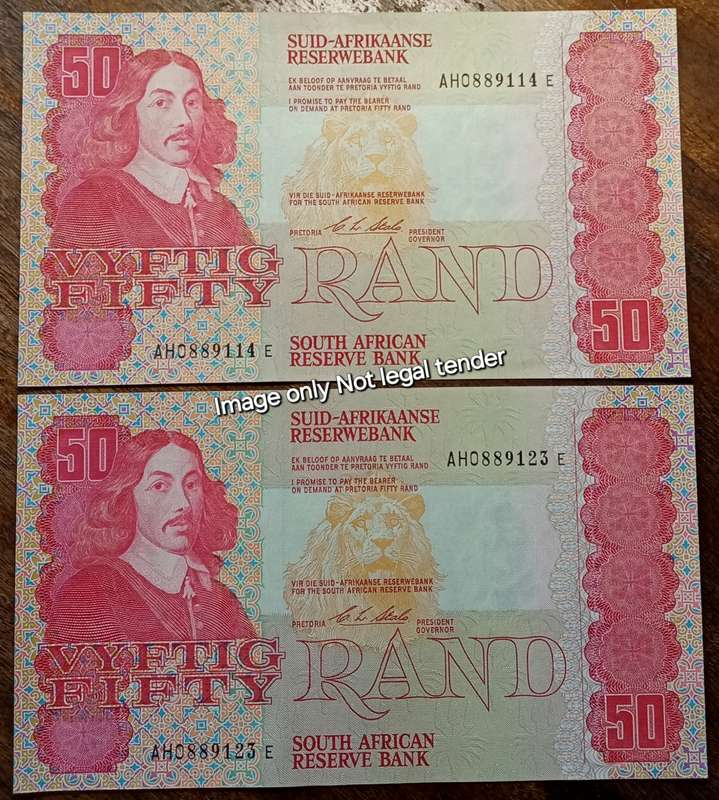 50
SUID-AFRIKAANSE
RESERWEBANK
EK BELOOF OP AANVRAAG TE BETAAL
AAN TOONDER TE PRETORIA VYFTIG RAND
AH0889114 E
I PROMISE TO PAY THE BEARER
ON DEMAND AT PRETORIA FIFTY RAND
VIR DIE SUID-AFRIKAANSE RESERWEBANK
FOR THE SOUTH AFRICAN RESERVE BANK
PRETORIA
PRESIDENT
GOVERNOR
VYFTIG
FIFTY
RAND
50
AH0889114 E
SOUTH AFRICAN
RESERVE BANK
Image only Not legal tender
50
SUID-AFRIKAANSE
RESERWEBANK
EK BELOOF OP AANVRAAG TE BETAAL
AAN TOONDER TE PRETORIA VYFTIG RAND
AH0889123 E
I PROMISE TO PAY THE BEARER
ON DEMAND AT PRETORIA FIFTY RAND
VIR DIE SUID-AFRIKAANSE RESERWEBANK
FOR THE SOUTH AFRICAN RESERVE BANK
PRETORIA
PRESIDENT
GOVERNOR
VYFTIG
FIFTY
RAND
50
AH0889123 E
SOUTH AFRICAN
RESERVE BANK